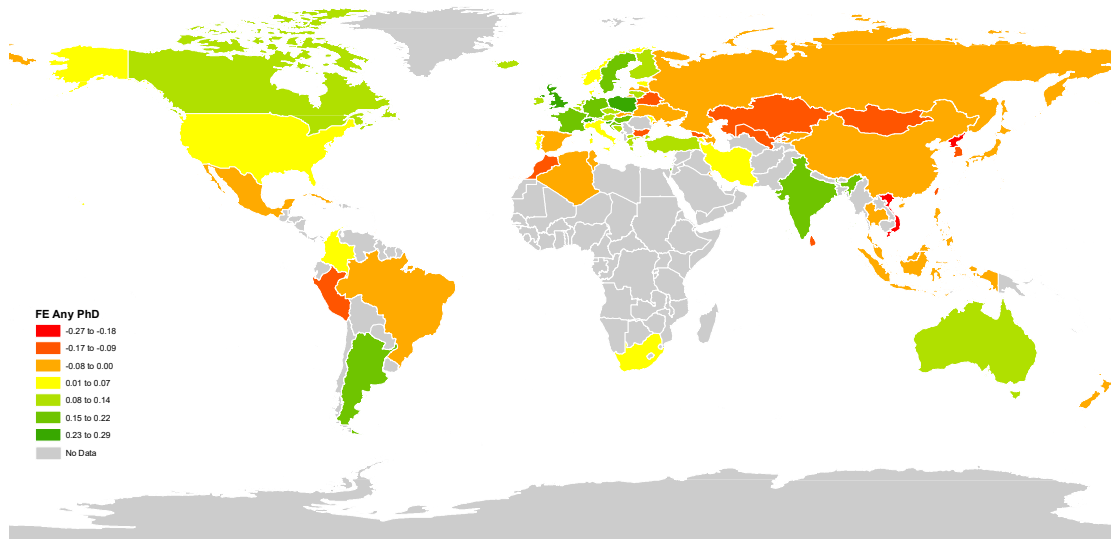 FE Any PhD
-0.27 to -0.18
-0.17 to -0.09
-0.08 to 0.00
0.01 to 0.07
0.08 to 0.14
0.15 to 0.22
0.23 to 0.29
No Data